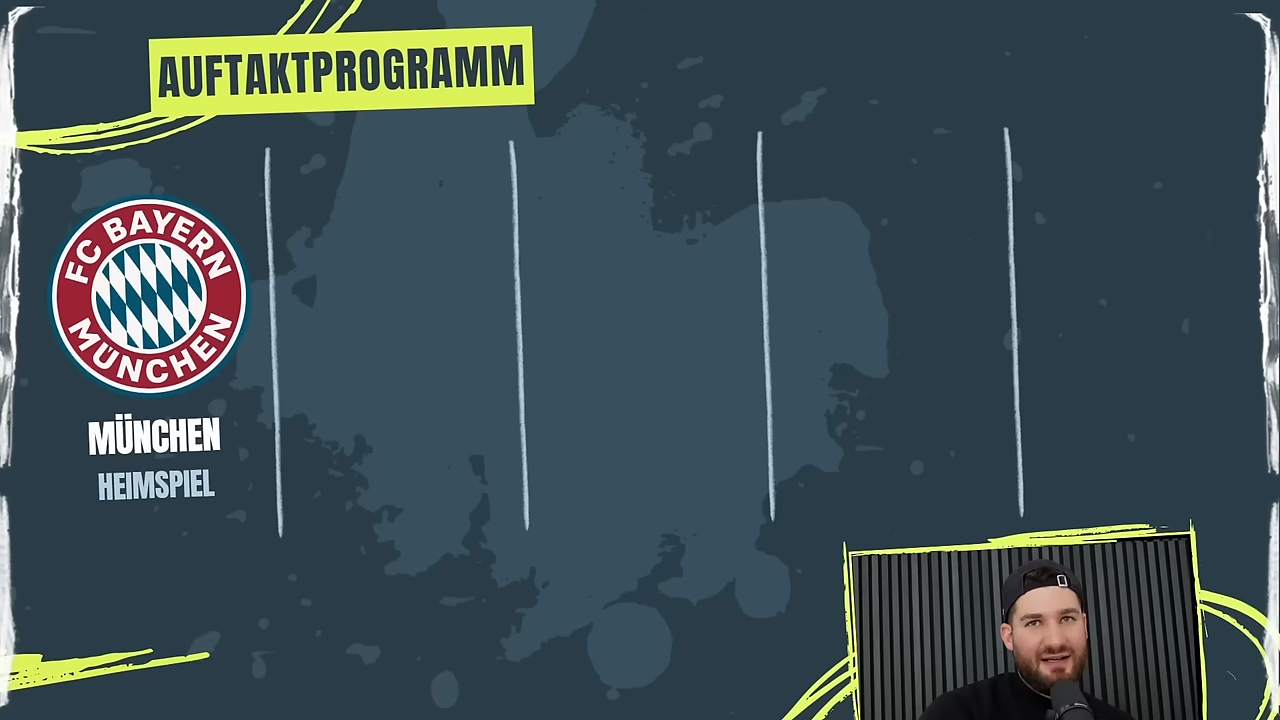 AUFTAKTPROGRAMM
FC BAYERN
MÜNCHEN
MÜNCHEN
HEIMSPIEL